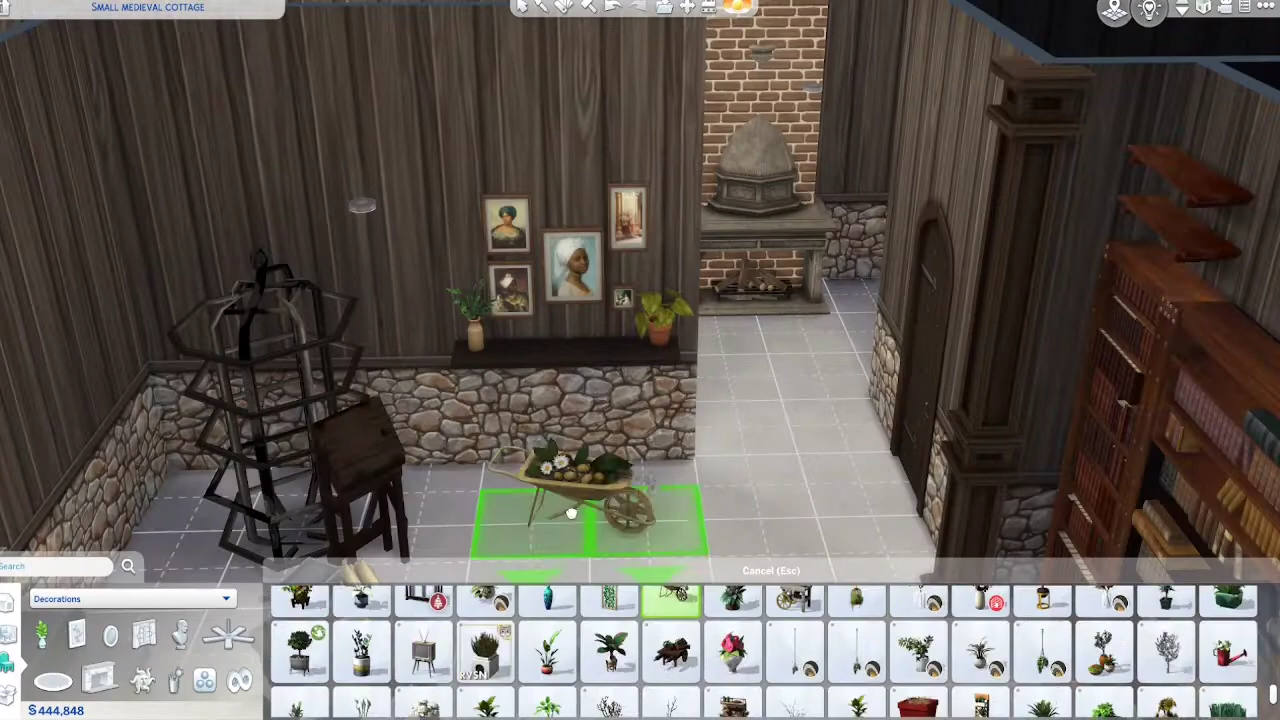 SMALL MEDIEVAL COTTAGE
Cancel (Esc)
Search
Decorations
§444,848